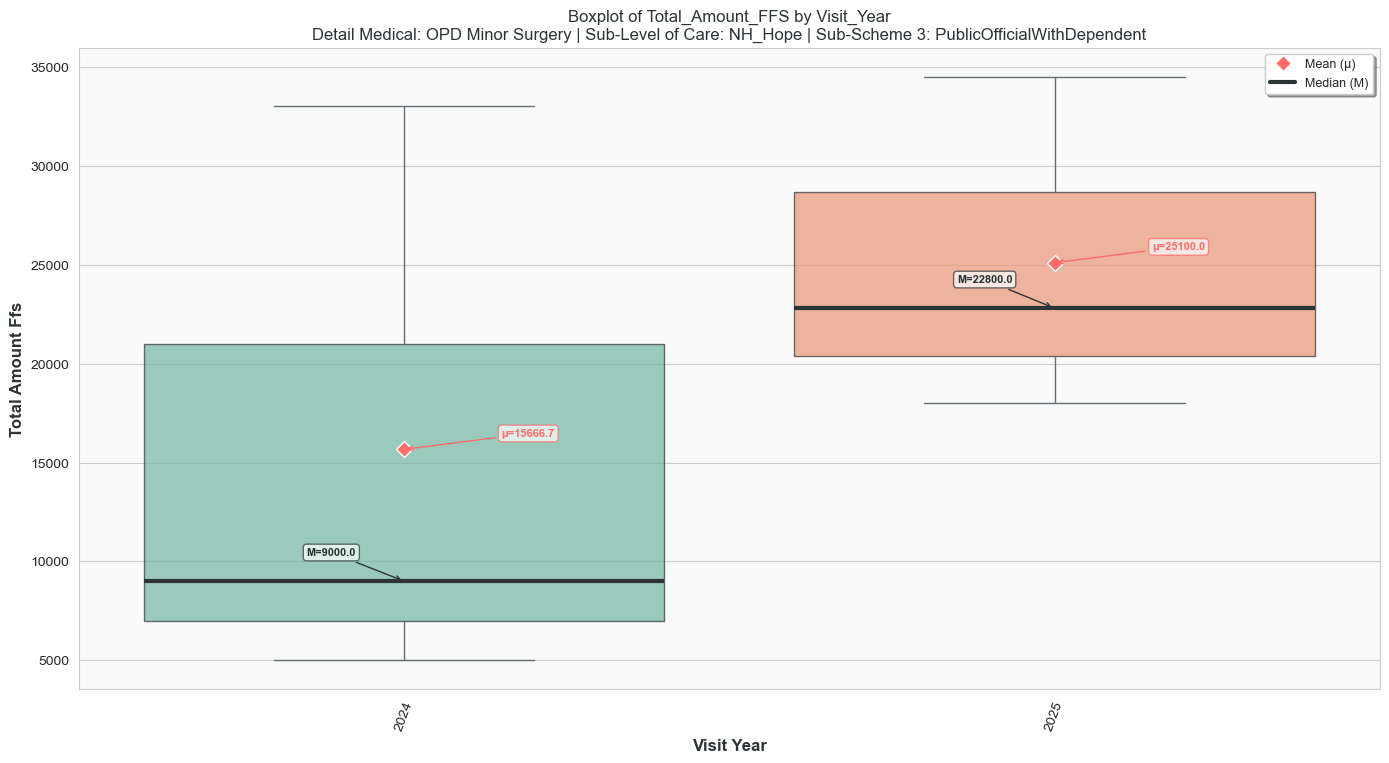 Boxplot of Total_Amount_FFS by Visit_Year
Detail Medical: OPD Minor Surgery | Sub-Level of Care: NH_Hope | Sub-Scheme 3: PublicOfficialWithDependent
Mean (μ)
Median (M)
35000
30000
25000
20000
15000
10000
5000
Total Amount Ffs
μ=25100.0
M=22800.0
μ=15666.7
M=9000.0
2024
2025
Visit Year